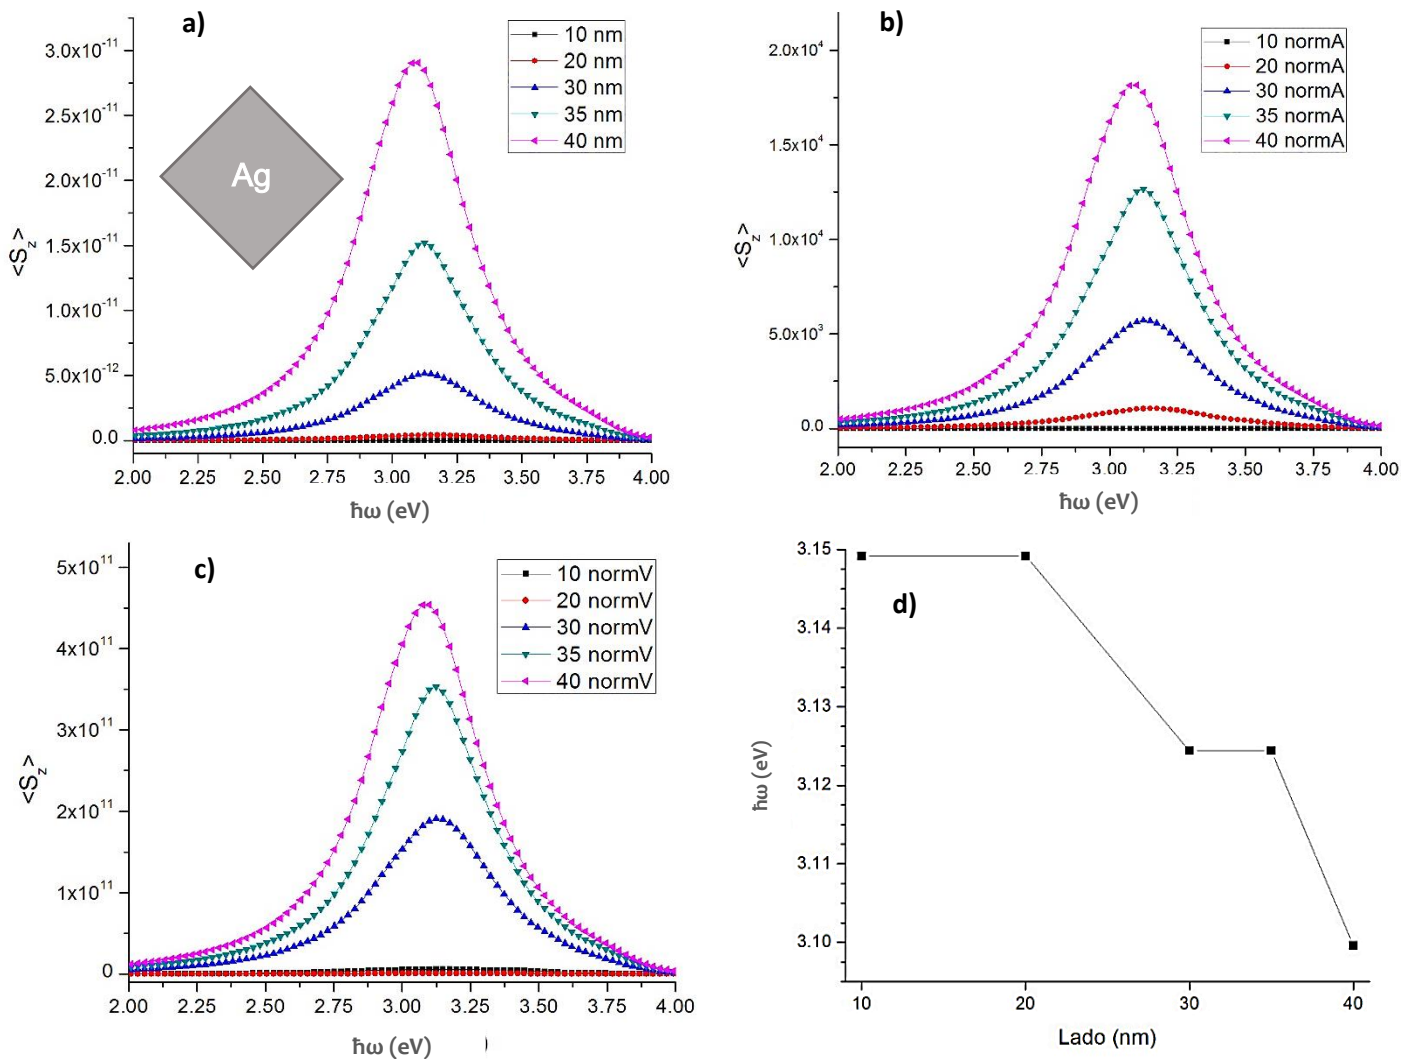 a)
3.0x10⁻¹¹
2.5x10⁻¹¹
2.0x10⁻¹¹
1.5x10⁻¹¹
1.0x10⁻¹¹
5.0x10⁻¹²
0.0
<S_z>
Ag
10 nm
20 nm
30 nm
35 nm
40 nm
2.00 2.25 2.50 2.75 3.00 3.25 3.50 3.75 4.00
ħω (eV)
b)
2.0x10⁴
1.5x10⁴
1.0x10⁴
5.0x10³
0.0
<S_z>
10 normA
20 normA
30 normA
35 normA
40 normA
2.00 2.25 2.50 2.75 3.00 3.25 3.50 3.75 4.00
ħω (eV)
c)
5x10¹¹
4x10¹¹
3x10¹¹
2x10¹¹
1x10¹¹
0
<S_z>
10 normV
20 normV
30 normV
35 normV
40 normV
2.00 2.25 2.50 2.75 3.00 3.25 3.50 3.75 4.00
ħω (eV) )
d)
3.15
3.14
3.13
3.12
3.11
3.10
ħω (eV)
10 20 30 40
Lado (nm)